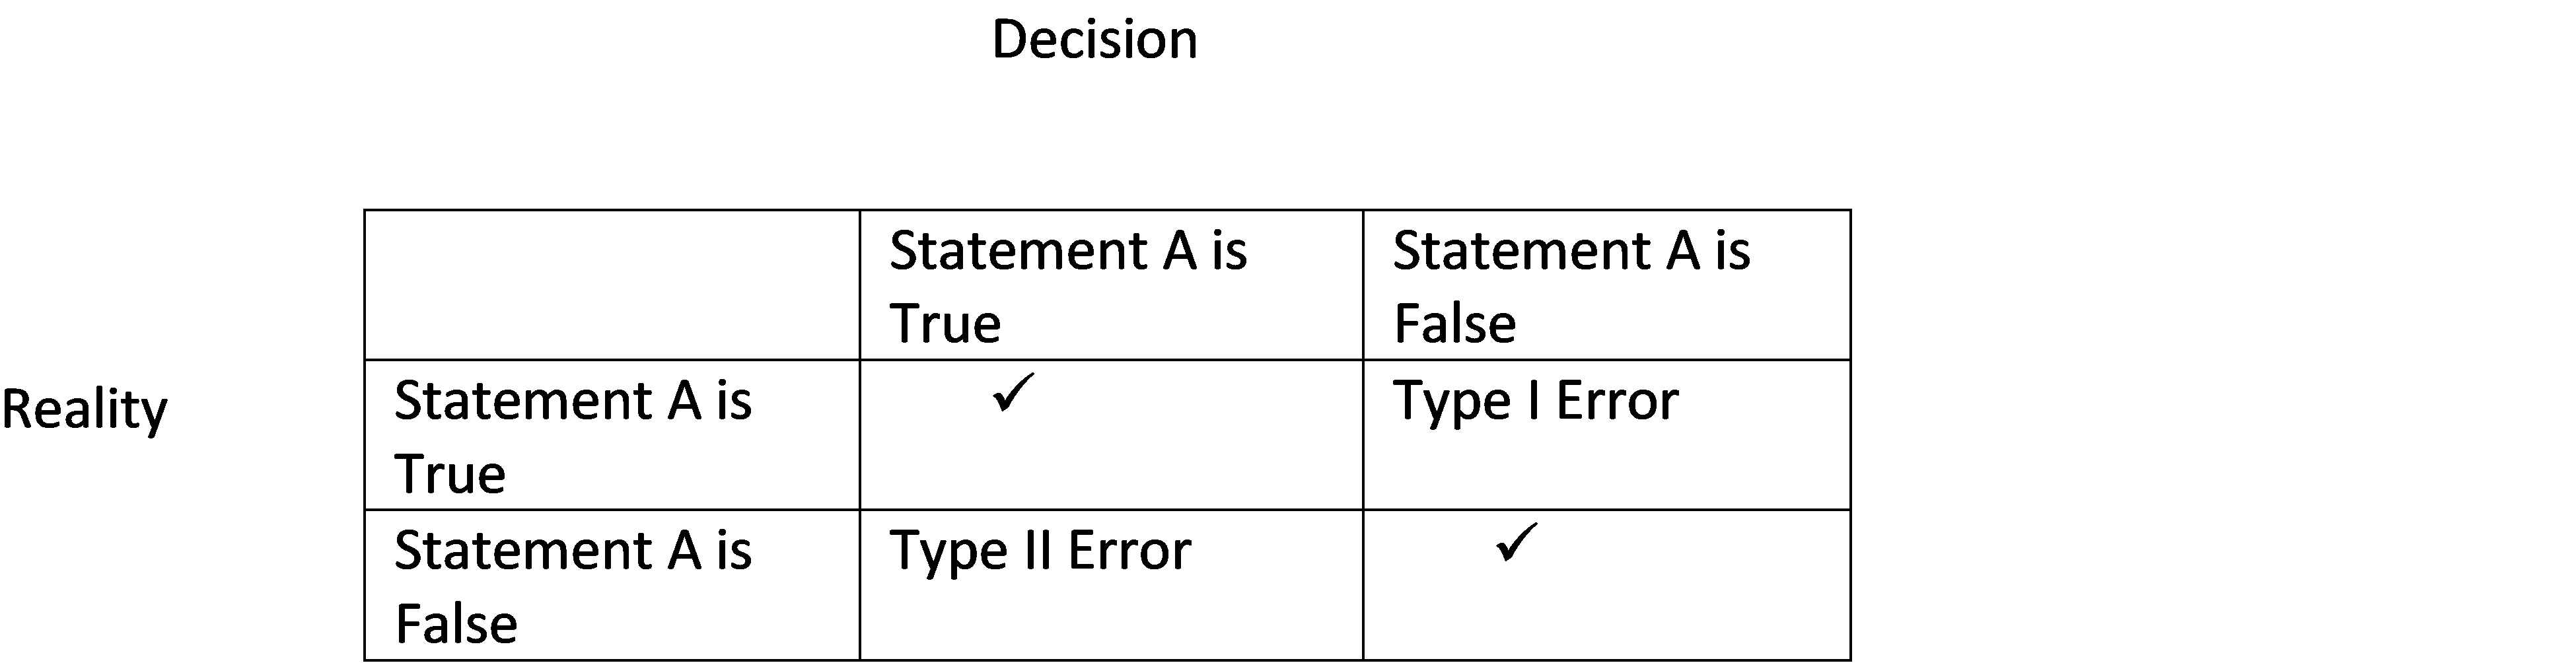 Decision
Statement A is
True
Statement A is
False
Reality
Statement A is
True
✓
Type I Error
Statement A is
False
Type II Error
✓